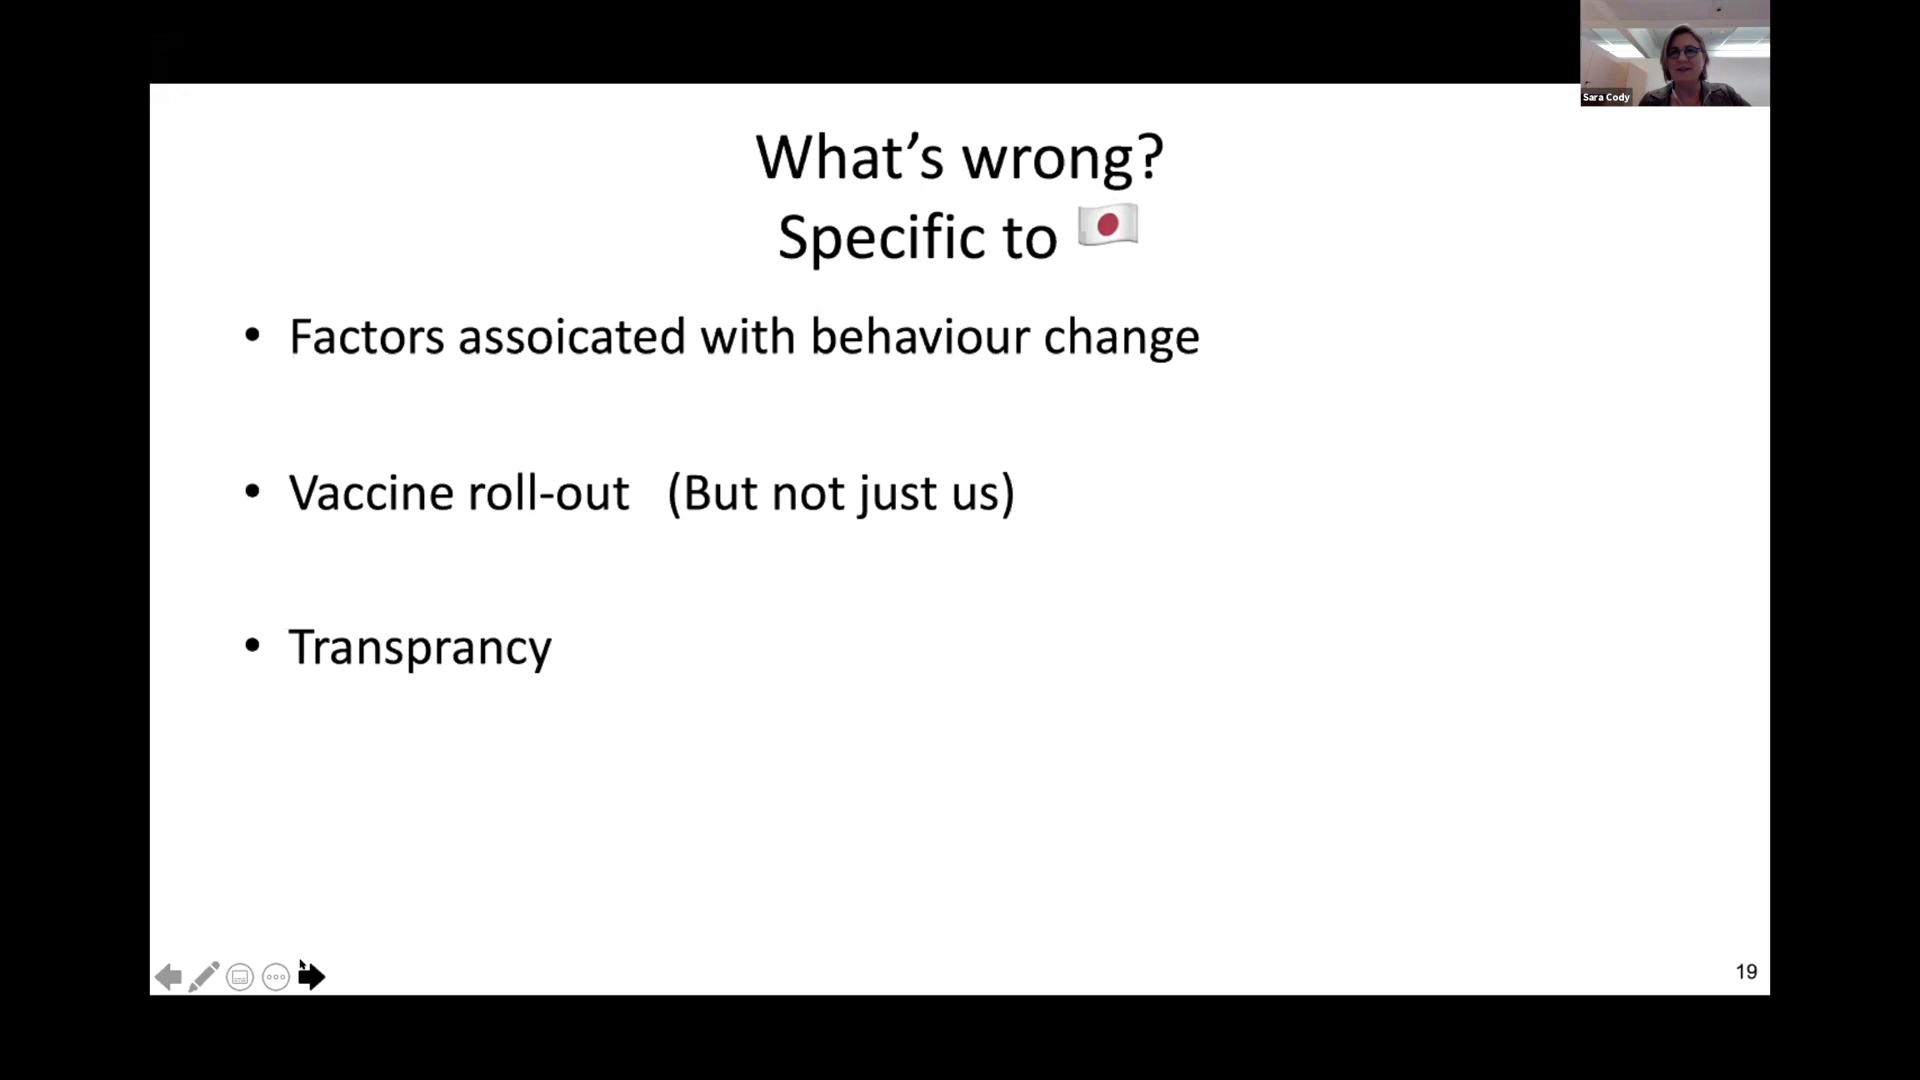 Sara Cody
What’s wrong?
Specific to 🇯🇵
• Factors assoicated with behaviour change
• Vaccine roll-out (But not just us)
• Transprancy
19